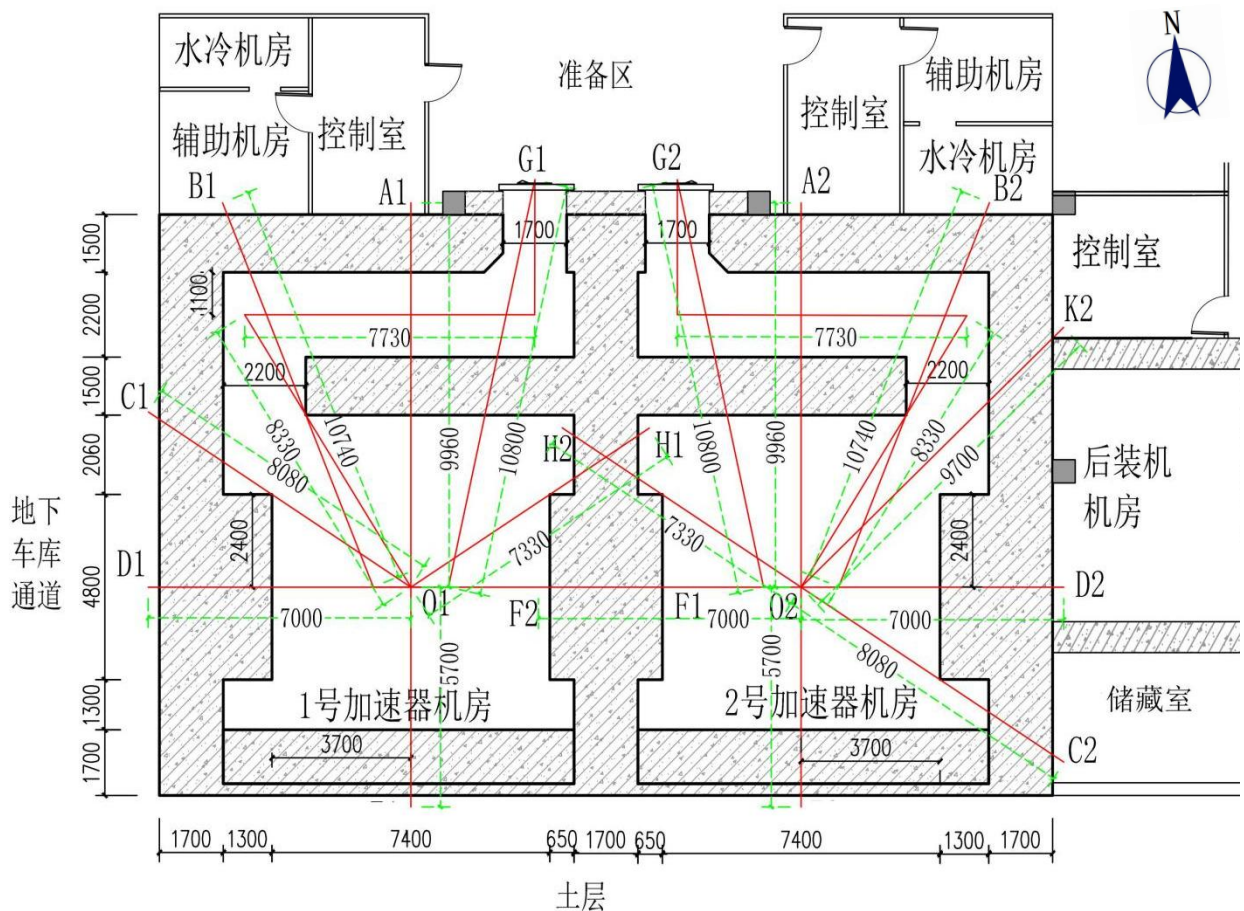 水冷机房
辅助机房
控制室
准备区
控制室
辅助机房
水冷机房
N
B1
A1
G1
G2
A2
B2
控制室
K2
1500
2200
1500
2060
4800
1300
1700
1100
1700
1700
7730
7730
2200
2200
C1
8330
8080
10740
9960
10800
H2
H1
10800
9960
10740
8330
9700
后装机
机房
地下
车库
通道
2400
7330
7330
2400
D1
O1
F2
F1
O2
D2
7000
7000
7000
5700
5700
8080
1号加速器机房
2号加速器机房
储藏室
3700
3700
C2
1700
1300
7400
650
1700
650
7400
1300
1700
土层